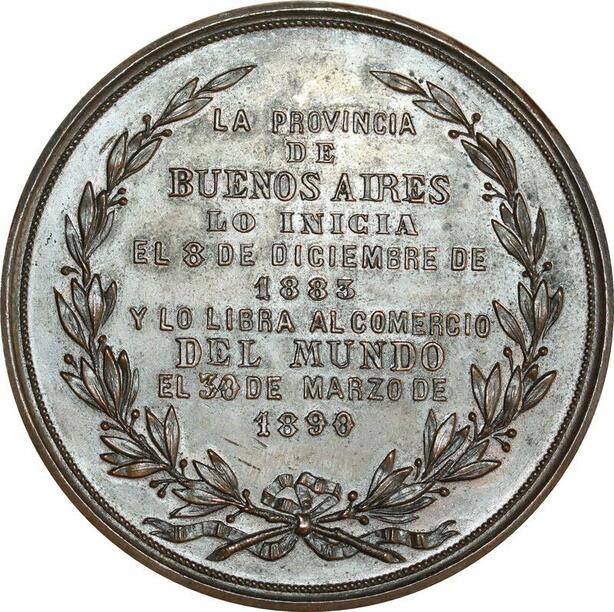 LA PROVINCIA
DE
BUENOS AIRES
LO INICIA
EL 8 DE DICIEMBRE DE
1883
Y LO LIBRA AL COMERCIO
DEL MUNDO
EL 30 DE MARZO DE
1890